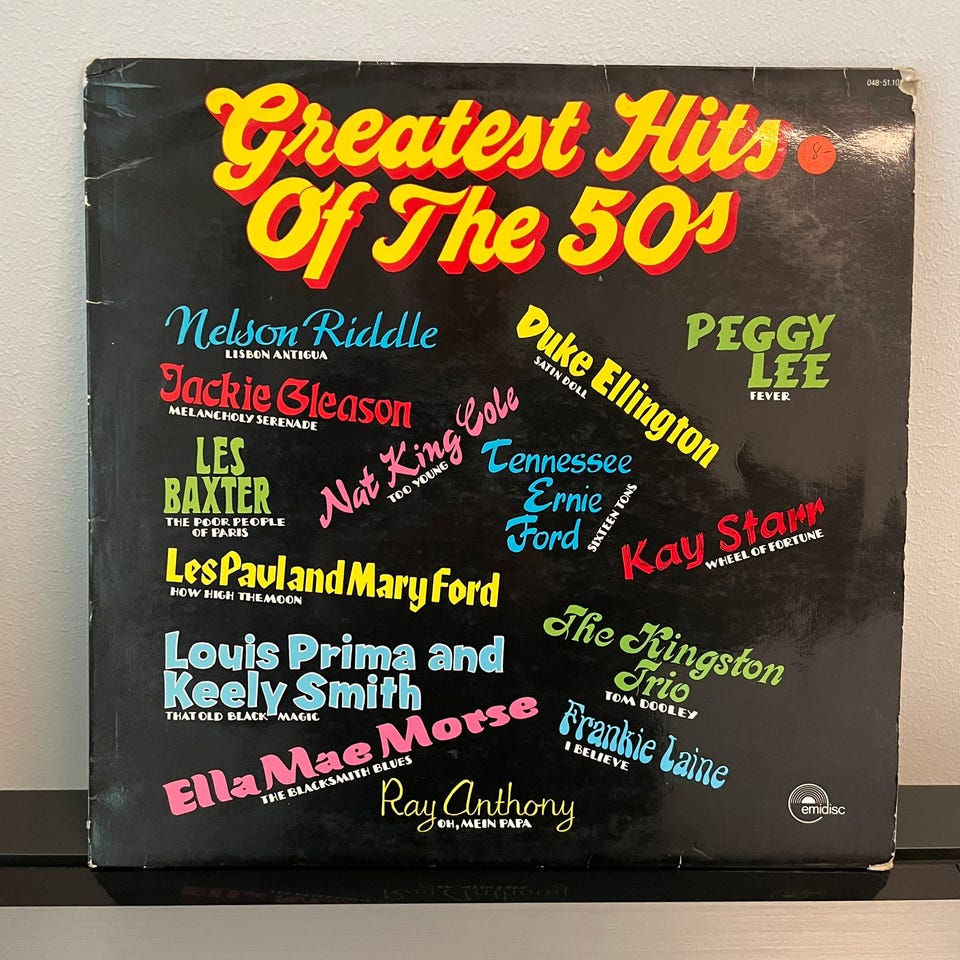 048-51.10
Greatest Hits
Of The 50s
8-
Nelson Riddle
LISBON ANTIGUA
Duke Ellington
SATIN DOLL
PEGGY
LEE
FEVER
Jackie Gleason
MELANCHOLY SERENADE
Nat King Cole
TOO YOUNG
LES
BAXTER
THE POOR PEOPLE
OF PARIS
Tennessee
Ernie
Ford
SIXTEEN TONS
Kay Starr
WHEEL OF FORTUNE
Les Paul and Mary Ford
HOW HIGH THE MOON
The Kingston
Trio
TOM DOOLEY
Louis Prima and
Keely Smith
THAT OLD BLACK MAGIC
Frankie Laine
I BELIEVE
Ella Mae Morse
THE BLACKSMITH BLUES
Ray Anthony
OH, MEIN PAPA
emidisc